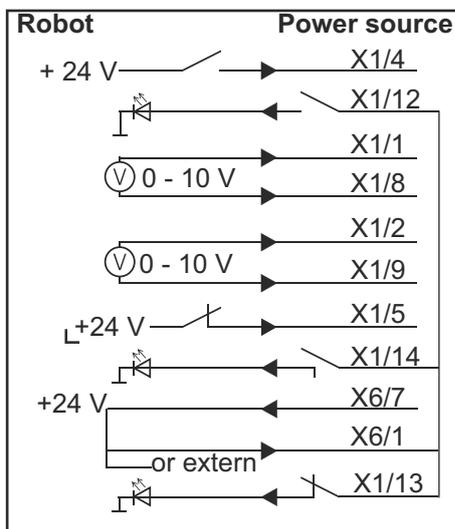 Robot Power source
+ 24 V X1/4
X1/12
X1/1
V 0 - 10 V X1/8
X1/2
V 0 - 10 V X1/9
+24 V X1/5
X1/14
+24 V X6/7
X6/1
or extern
X1/13